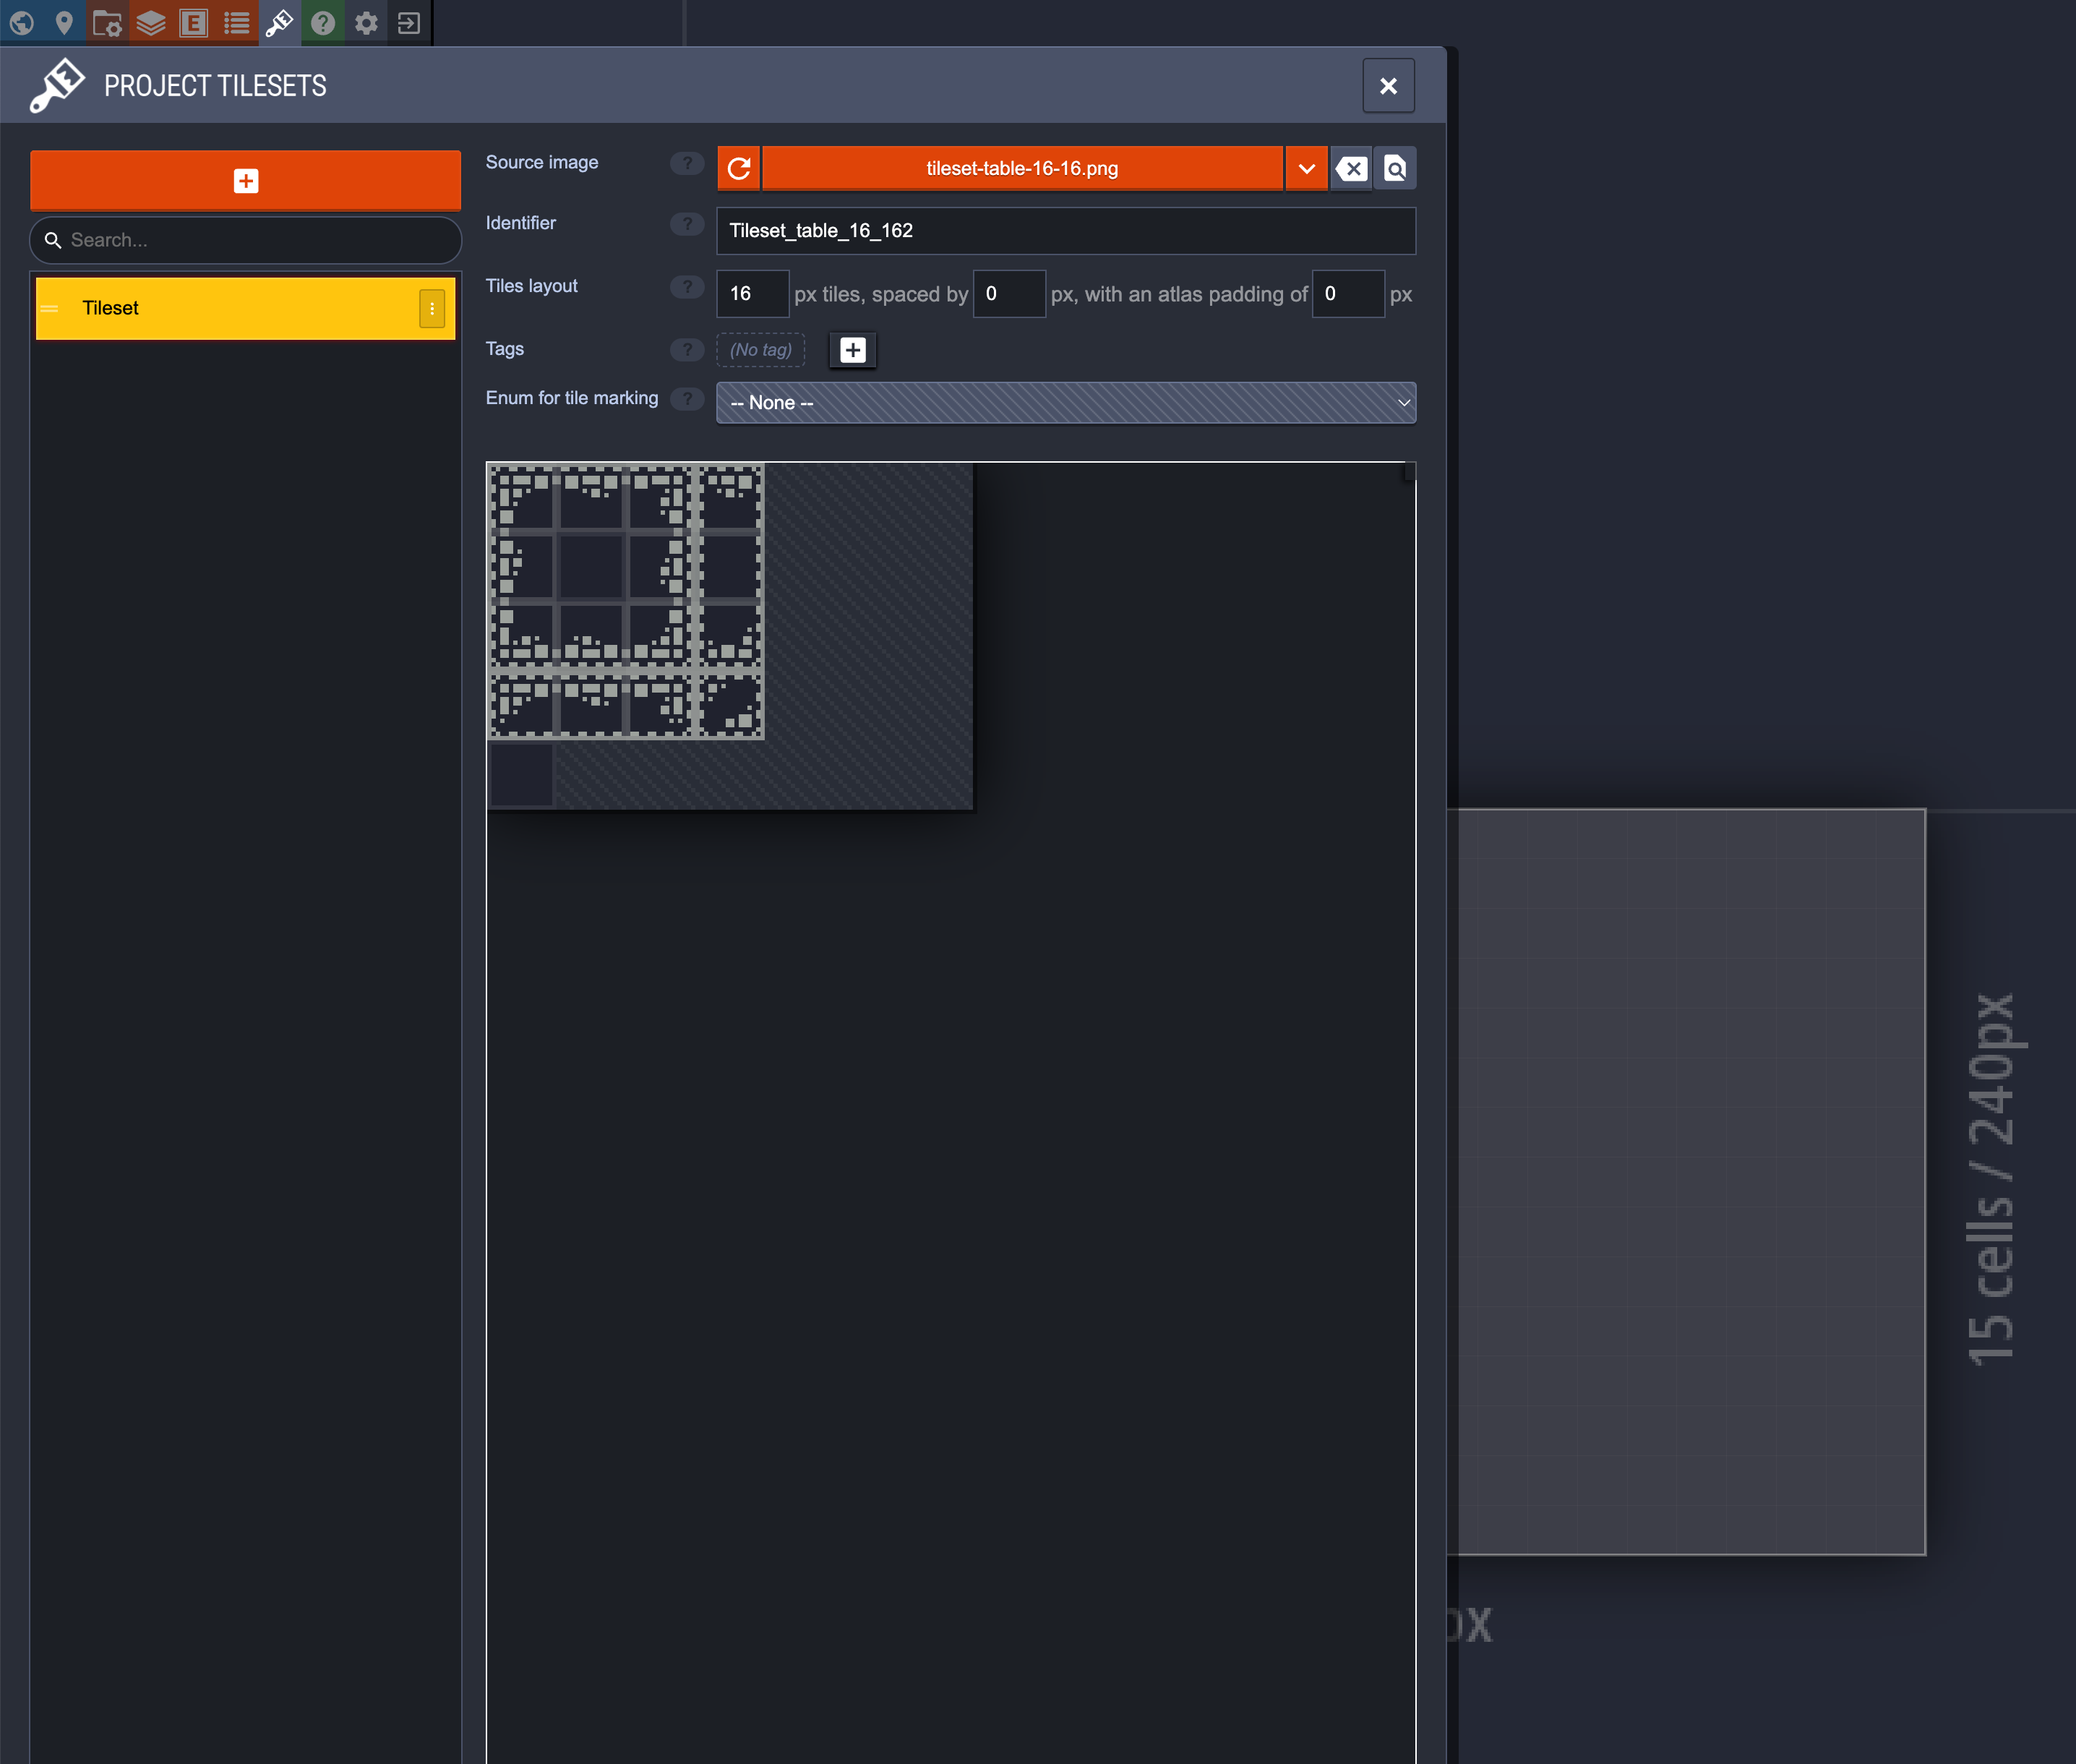 PROJECT TILESETS
Source image ? tileset-table-16-16.png
Search...
Identifier ? Tileset_table_16_162
Tileset
Tiles layout ? 16 px tiles, spaced by 0 px, with an atlas padding of 0 px
Tags ? (No tag)
Enum for tile marking ? -- None --
15 cells / 240px
px